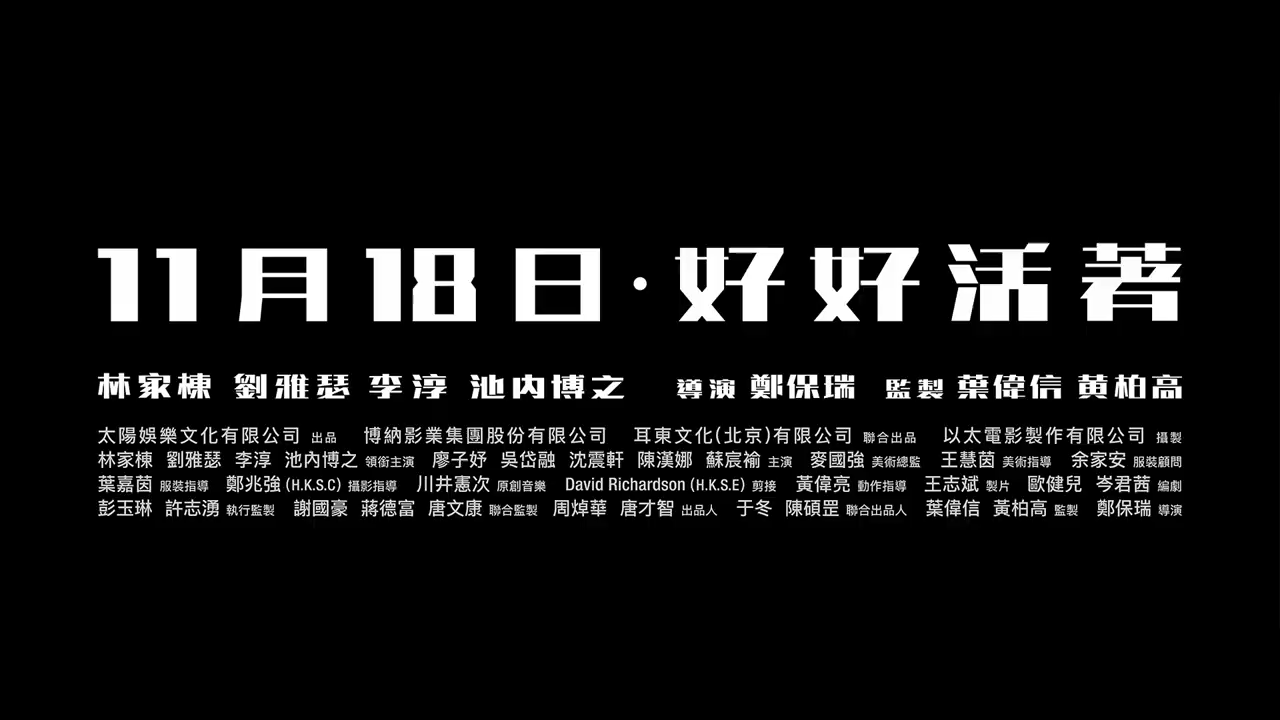 11月18日·好好活著
林家棟 劉雅瑟 李淳 池内博之 導演 鄭保瑞 監製 葉偉信 黄柏高
太陽娛樂文化有限公司 出品 博納影業集團股份有限公司 耳東文化(北京)有限公司 聯合出品 以太電影製作有限公司 攝製
林家棟 劉雅瑟 李淳 池內博之 領銜主演 廖子妤 吳岱融 沈震軒 陳漢娜 蘇宸褕 主演 麥國強 美術總監 王慧茵 美術指導 余家安 服裝顧問
葉嘉茵 服裝指導 鄭兆強 (H.K.S.C) 攝影指導 川井憲次 原創音樂 David Richardson (H.K.S.E) 剪接 黃偉亮 動作指導 王志斌 製片 歐健兒 岑君茜 編劇
彭玉琳 許志湧 執行監製 謝國豪 蔣德富 唐文康 聯合監製 周焯華 唐才智 出品人 于冬 陳碩罡 聯合出品人 葉偉信 黃柏高 監製 鄭保瑞 導演